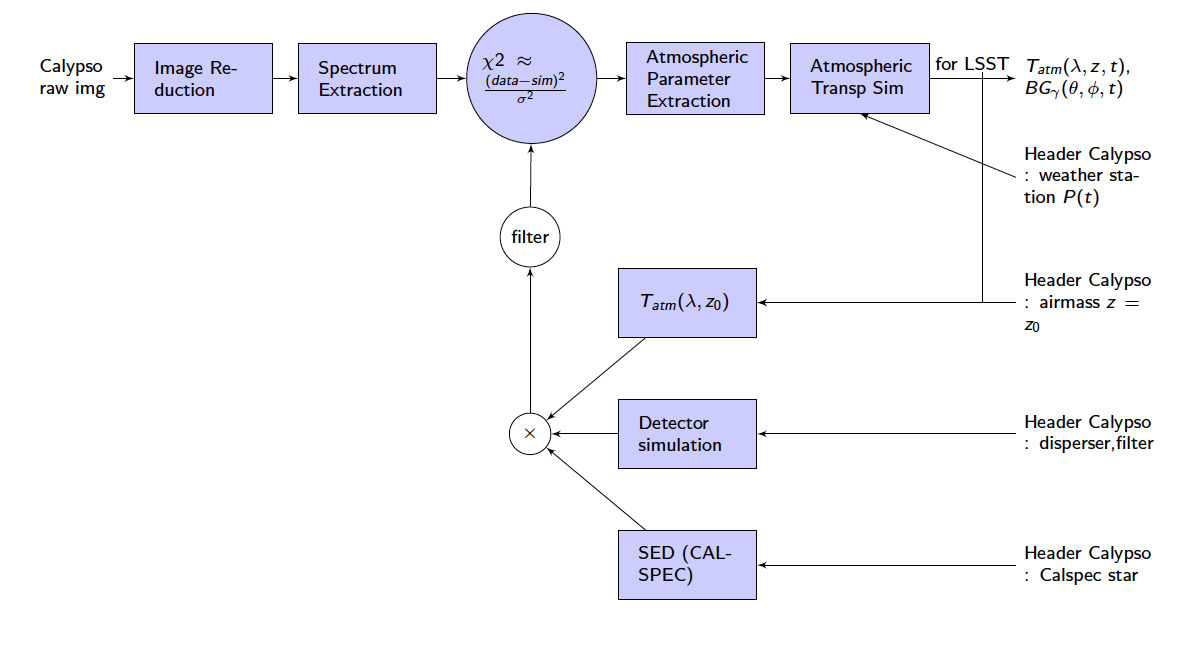 Calypso
raw img
Image Re-
duction
Spectrum
Extraction
χ2 ≈
(data−sim)²
σ²
Atmospheric
Parameter
Extraction
Atmospheric
Transp Sim
for LSST
T_atm(λ, z, t),
BG_γ(θ, ϕ, t)
Header Calypso
: weather sta-
tion P(t)
filter
T_atm(λ, z₀)
Header Calypso
: airmass z =
z₀
×
Detector
simulation
Header Calypso
: disperser,filter
SED (CAL-
SPEC)
Header Calypso
: Calspec star